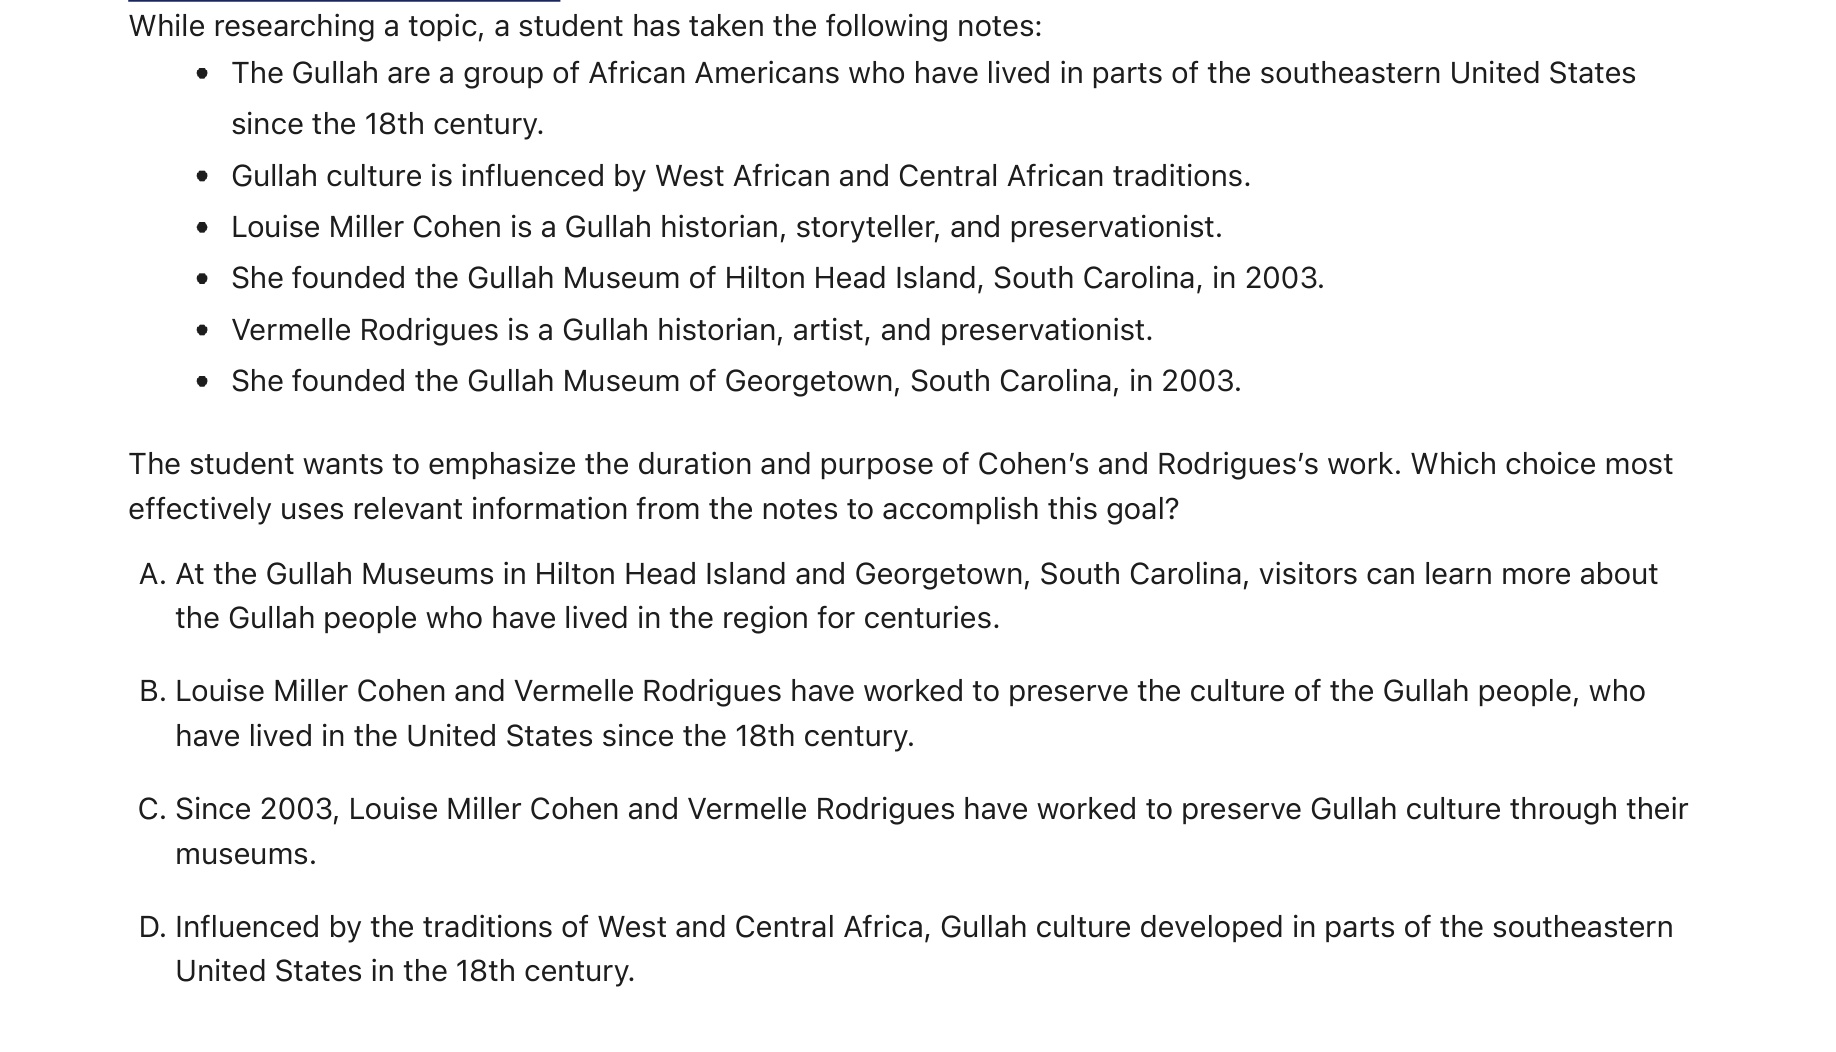 While researching a topic, a student has taken the following notes:
• The Gullah are a group of African Americans who have lived in parts of the southeastern United States
since the 18th century.
• Gullah culture is influenced by West African and Central African traditions.
• Louise Miller Cohen is a Gullah historian, storyteller, and preservationist.
• She founded the Gullah Museum of Hilton Head Island, South Carolina, in 2003.
• Vermelle Rodrigues is a Gullah historian, artist, and preservationist.
• She founded the Gullah Museum of Georgetown, South Carolina, in 2003.
The student wants to emphasize the duration and purpose of Cohen’s and Rodrigues’s work. Which choice most
effectively uses relevant information from the notes to accomplish this goal?
A. At the Gullah Museums in Hilton Head Island and Georgetown, South Carolina, visitors can learn more about
the Gullah people who have lived in the region for centuries.
B. Louise Miller Cohen and Vermelle Rodrigues have worked to preserve the culture of the Gullah people, who
have lived in the United States since the 18th century.
C. Since 2003, Louise Miller Cohen and Vermelle Rodrigues have worked to preserve Gullah culture through their
museums.
D. Influenced by the traditions of West and Central Africa, Gullah culture developed in parts of the southeastern
United States in the 18th century.